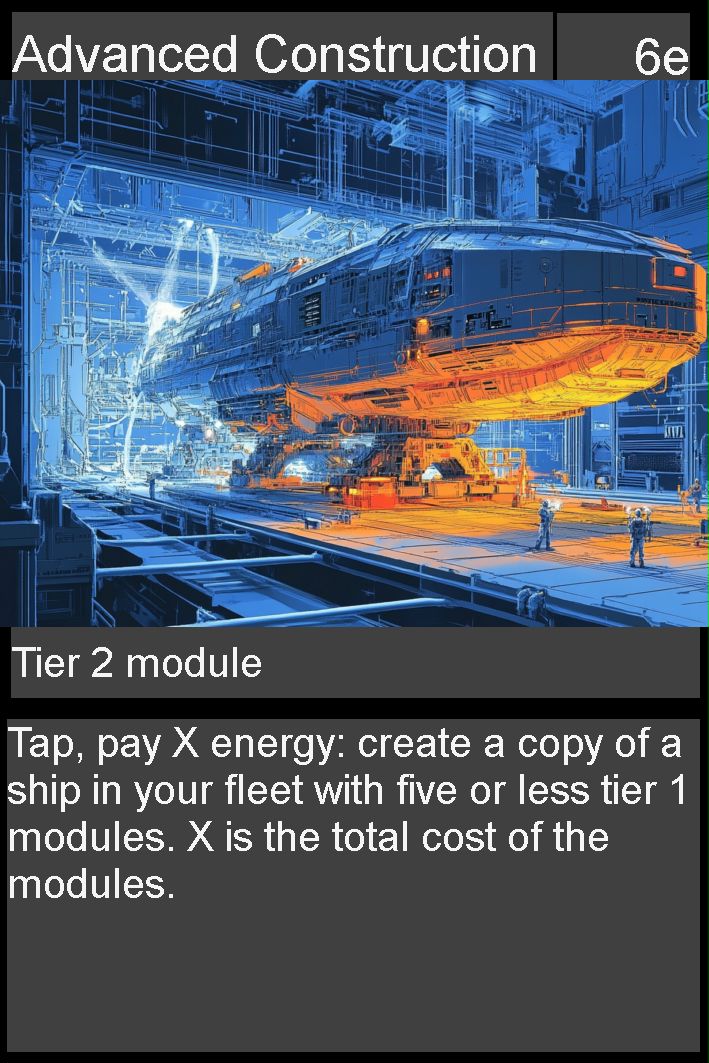 Advanced Construction 6e
Tier 2 module
Tap, pay X energy: create a copy of a
ship in your fleet with five or less tier 1
modules. X is the total cost of the
modules.